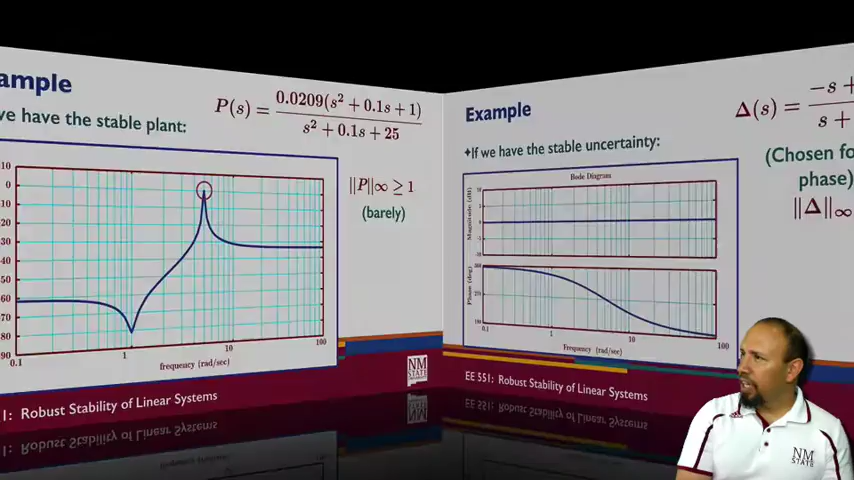 ample
we have the stable plant:
P(s) = 0.0209(s² + 0.1s + 1)
s² + 0.1s + 25
10
0
10
20
30
40
50
60
70
80
90
0.1
1
10
100
frequency (rad/sec)
||P||∞ ≥ 1
(barely)
1: Robust Stability of Linear Systems
NM
STATE
Example
✦If we have the stable uncertainty:
Δ(s) = −s +
s +
(Chosen fo
phase)
||Δ||∞
Bode Diagram
Magnitude (dB)
Phase (deg)
0.1
1
10
100
Frequency (rad/sec)
EE 551: Robust Stability of Linear Systems
NM
STATE